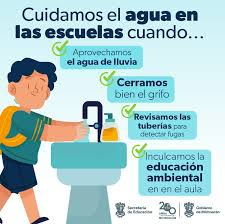 Cuidamos el agua en
las escuelas cuando...
Aprovechamos
el agua de lluvia
Cerramos
bien el grifo
Revisamos las
tuberías para
detectar fugas
Inculcamos la
educación
ambiental
en en el aula
Secretaría
de Educación
Gobierno
de Michoacán